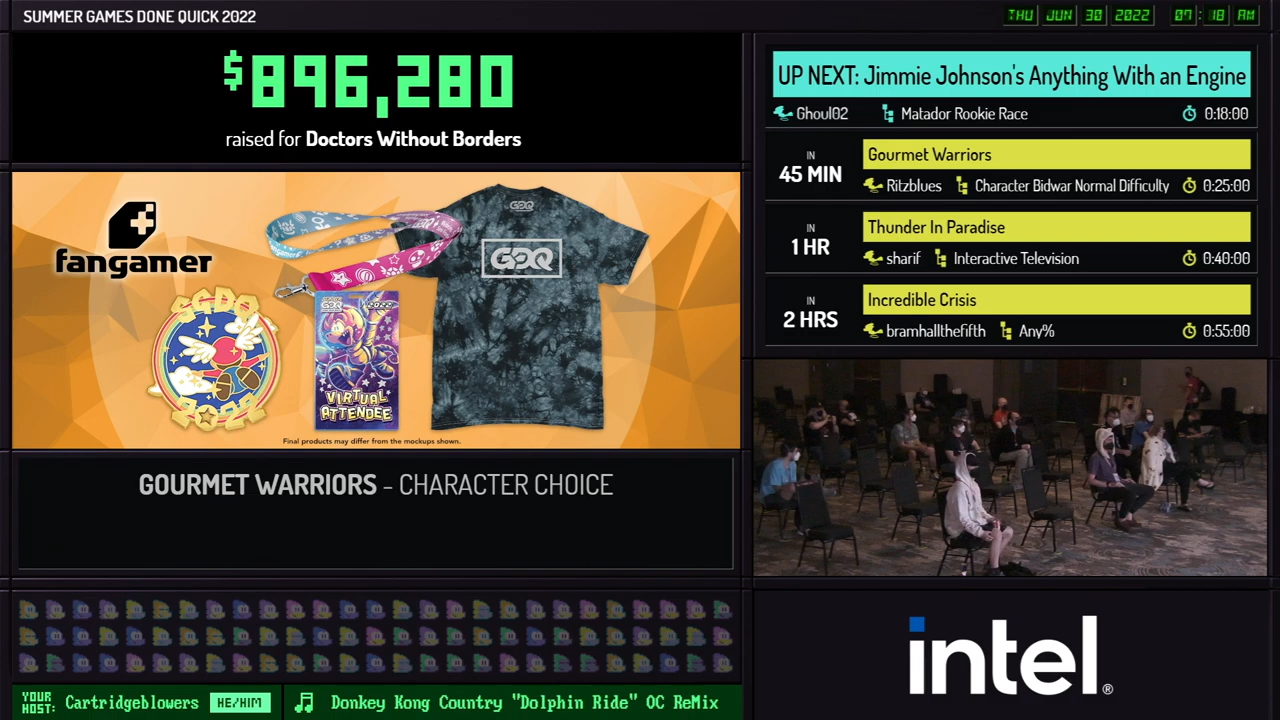 SUMMER GAMES DONE QUICK 2022
THU JUN 30 2022 07:18 AM
$896,280
raised for Doctors Without Borders
fangamer
SGDQ
2022
GDQ
2022
VIRTUAL
ATTENDEE
GDQ
GDQ
Final products may differ from the mockups shown.
GOURMET WARRIORS - CHARACTER CHOICE
UP NEXT: Jimmie Johnson's Anything With an Engine
Ghoul02 Matador Rookie Race 0:18:00
IN
45 MIN
Gourmet Warriors
Ritzblues Character Bidwar Normal Difficulty 0:25:00
IN
1 HR
Thunder In Paradise
sharif Interactive Television 0:40:00
IN
2 HRS
Incredible Crisis
bramhallthefifth Any% 0:55:00
intel®
YOUR
HOST: Cartridgeblowers HE/HIM
Donkey Kong Country "Dolphin Ride" OC ReMix